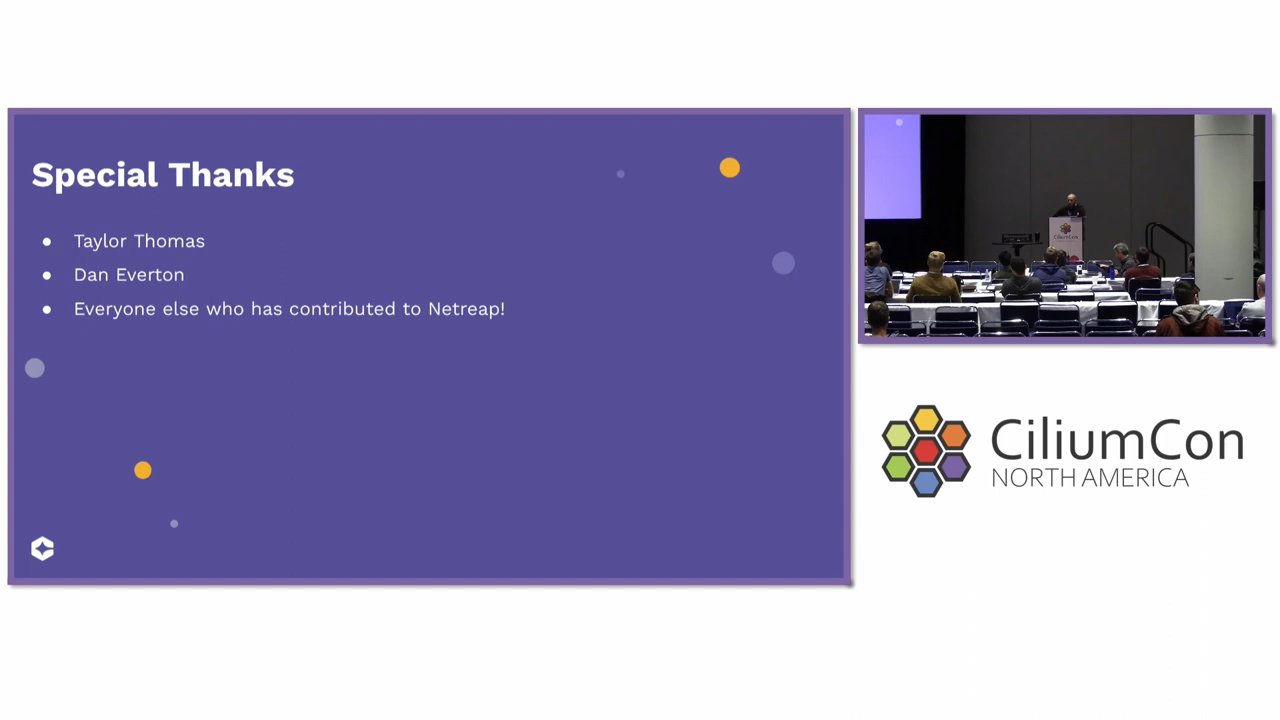 Special Thanks
● Taylor Thomas
● Dan Everton
● Everyone else who has contributed to Netreap!
CiliumCon
NORTH AMERICA